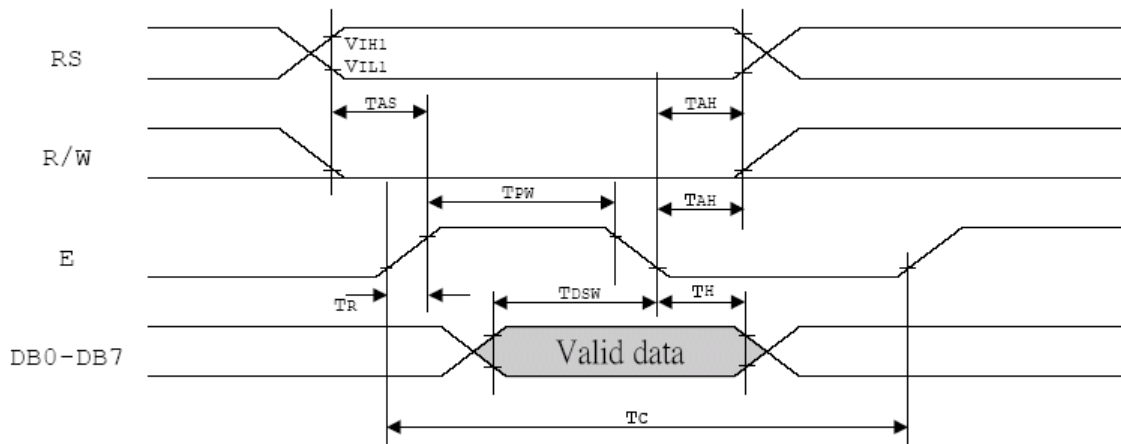 RS
VIH1
VIL1
TAS
TAH
R/W
TPW
TAH
E
TR
TDSW
TH
DB0-DB7
Valid data
TC